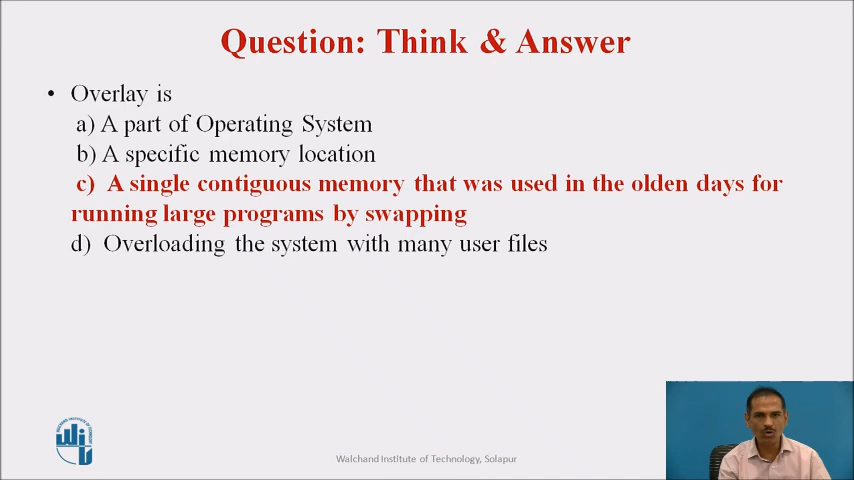 Question: Think & Answer
• Overlay is
a) A part of Operating System
b) A specific memory location
c) A single contiguous memory that was used in the olden days for
running large programs by swapping
d) Overloading the system with many user files
Walchand Institute of Technology, Solapur